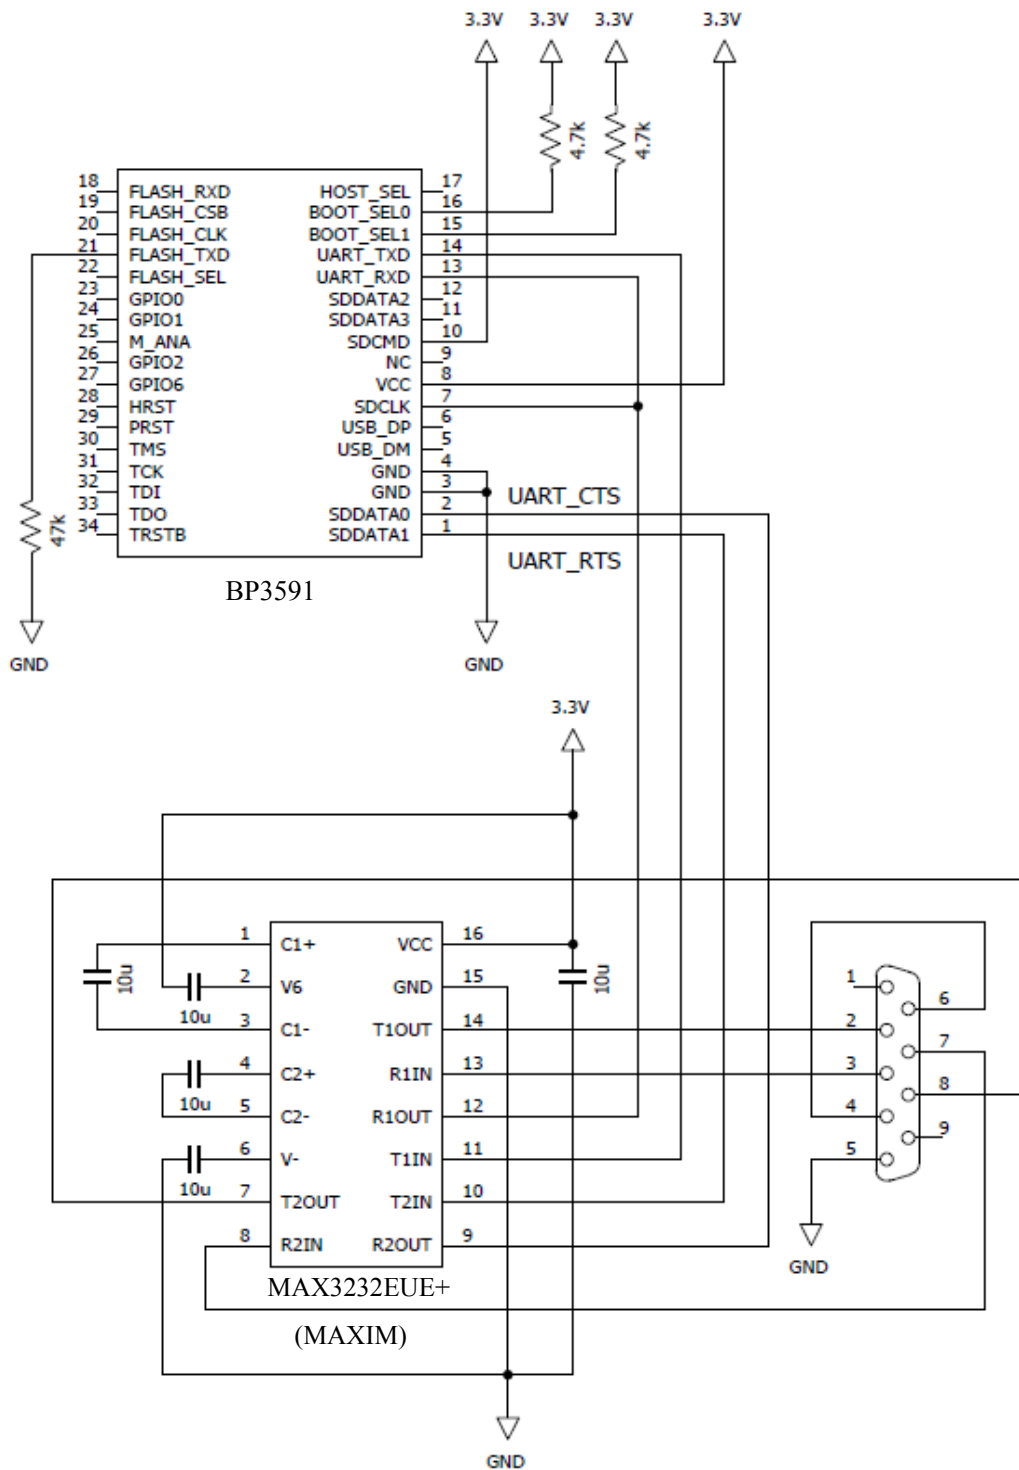 3.3V 3.3V 3.3V 3.3V
4.7k 4.7k
18 FLASH_RXD HOST_SEL 17
19 FLASH_CSB BOOT_SEL0 16
20 FLASH_CLK BOOT_SEL1 15
21 FLASH_TXD UART_TXD 14
22 FLASH_SEL UART_RXD 13
23 GPIO0 SDDATA2 12
24 GPIO1 SDDATA3 11
25 M_ANA SDCMD 10
26 GPIO2 NC 9
27 GPIO6 VCC 8
28 HRST SDCLK 7
29 PRST USB_DP 6
30 TMS USB_DM 5
31 TCK GND 4
32 TDI GND 3
33 TDO SDDATA0 2
34 TRSTB SDDATA1 1
UART_CTS
UART_RTS
47k
BP3591
GND GND
3.3V
1 C1+ VCC 16
2 V6 GND 15
3 C1- T1OUT 14
4 C2+ R1IN 13
5 C2- R1OUT 12
6 V- T1IN 11
7 T2OUT T2IN 10
8 R2IN R2OUT 9
10u
10u
10u
10u
10u
1
6
2
7
3
8
4
9
5
GND
MAX3232EUE+
(MAXIM)
GND